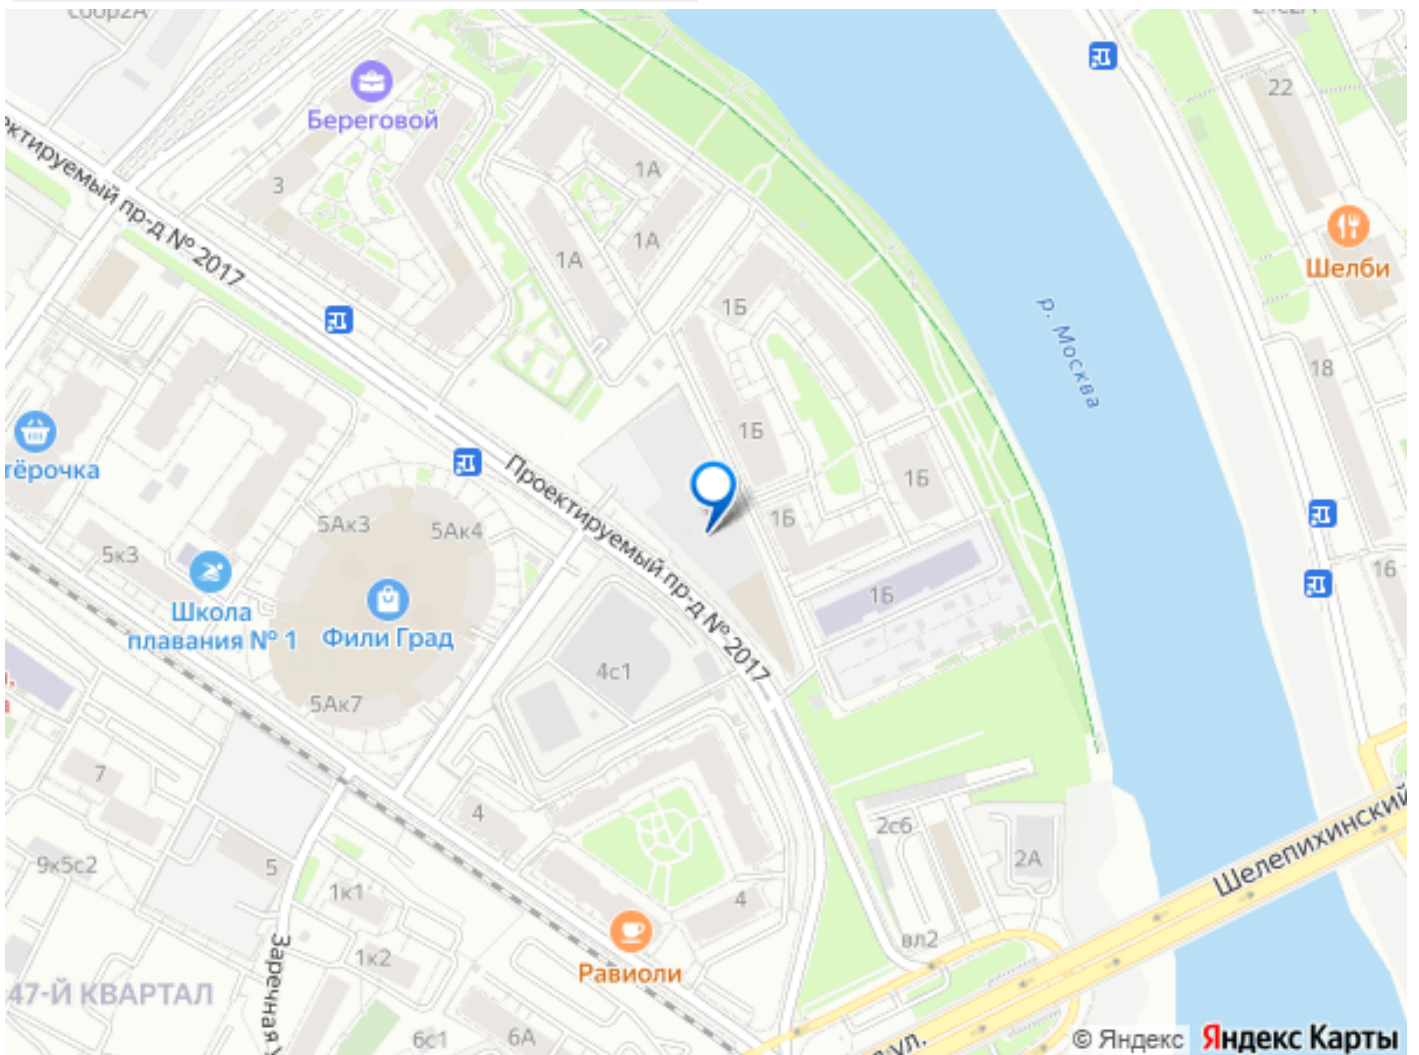 22
Береговой
1А
3
1А
1А
Проектируемый пр-д № 2017
Шелби
1Б
р. Москва
18
1Б
1Б
5Ак3
5Ак4
1Б
5к3
Школа
плавания № 1
Фили Град
1Б
16
4с1
Проектируемый пр-д № 2017
5Ак7
7
4
2с6
2А
9к5с2
5
1к1
4
Шелепихинский
вл2
1к2
Равиоли
47-Й КВАРТАЛ
Заречная
6с1
6А
© Яндекс
Яндекс Карты